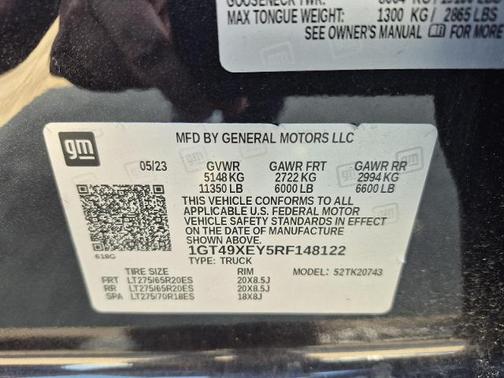 MAX TONGUE WEIGHT: 1300 KG / 2865 LBS
SEE OWNER'S MANUAL FOR MORE
gm
MFD BY GENERAL MOTORS LLC
05/23 GVWR GAWR FRT GAWR RR
5148 KG 2722 KG 2994 KG
11350 LB 6000 LB 6600 LB
THIS VEHICLE CONFORMS TO ALL
APPLICABLE U.S. FEDERAL MOTOR
VEHICLE SAFETY STANDARDS IN EFFECT
ON THE DATE OF MANUFACTURE SHOWN
ABOVE.
1GT49XEY5RF148122
618G
TYPE: TRUCK MODEL: 52TK20743
TIRE SIZE RIM
FRT LT275/65R20ES 20X8.5J
RR LT275/65R20ES 20X8.5J
SPA LT275/70R18ES 18X8J